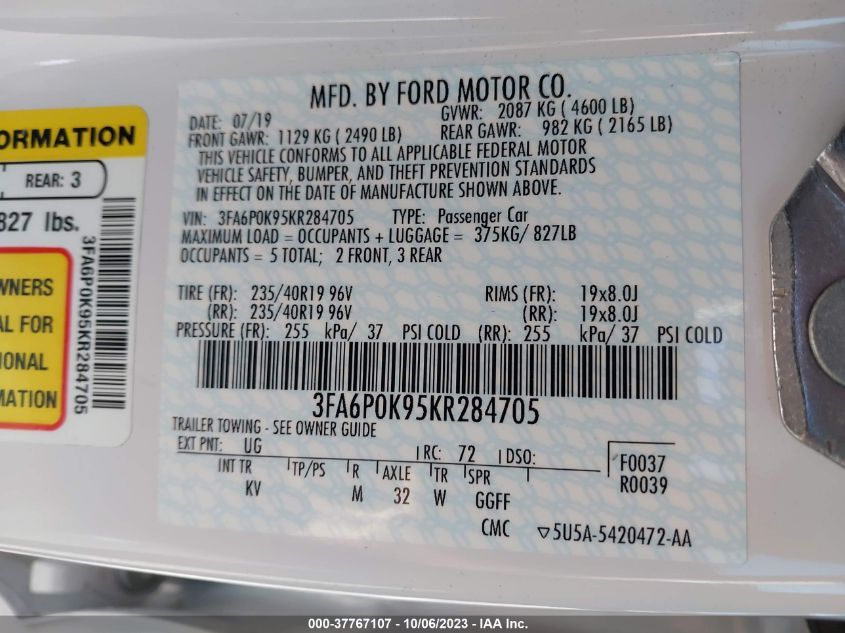 MFD. BY FORD MOTOR CO.
DATE: 07/19 GVWR: 2087 KG ( 4600 LB)
FRONT GAWR: 1129 KG ( 2490 LB) REAR GAWR: 982 KG ( 2165 LB)
THIS VEHICLE CONFORMS TO ALL APPLICABLE FEDERAL MOTOR
VEHICLE SAFETY, BUMPER, AND THEFT PREVENTION STANDARDS
IN EFFECT ON THE DATE OF MANUFACTURE SHOWN ABOVE.
VIN: 3FA6P0K95KR284705 TYPE: Passenger Car
MAXIMUM LOAD = OCCUPANTS + LUGGAGE = 375KG/ 827LB
OCCUPANTS = 5 TOTAL; 2 FRONT, 3 REAR
TIRE (FR): 235/40R19 96V RIMS (FR): 19x8.0J
(RR): 235/40R19 96V (RR): 19x8.0J
PRESSURE (FR): 255 kPa/ 37 PSI COLD (RR): 255 kPa/ 37 PSI COLD
3FA6P0K95KR284705
TRAILER TOWING - SEE OWNER GUIDE
EXT PNT: UG RC: 72 DSO: F0037
INT TR TP/PS R AXLE TR SPR R0039
KV M 32 W GGFF
CMC ▽5U5A-5420472-AA
ORMATION
REAR: 3
827 lbs.
3FA6P0K95KR284705
WNERS
AL FOR
IONAL
MATION
000-37767107 - 10/06/2023 - IAA Inc.